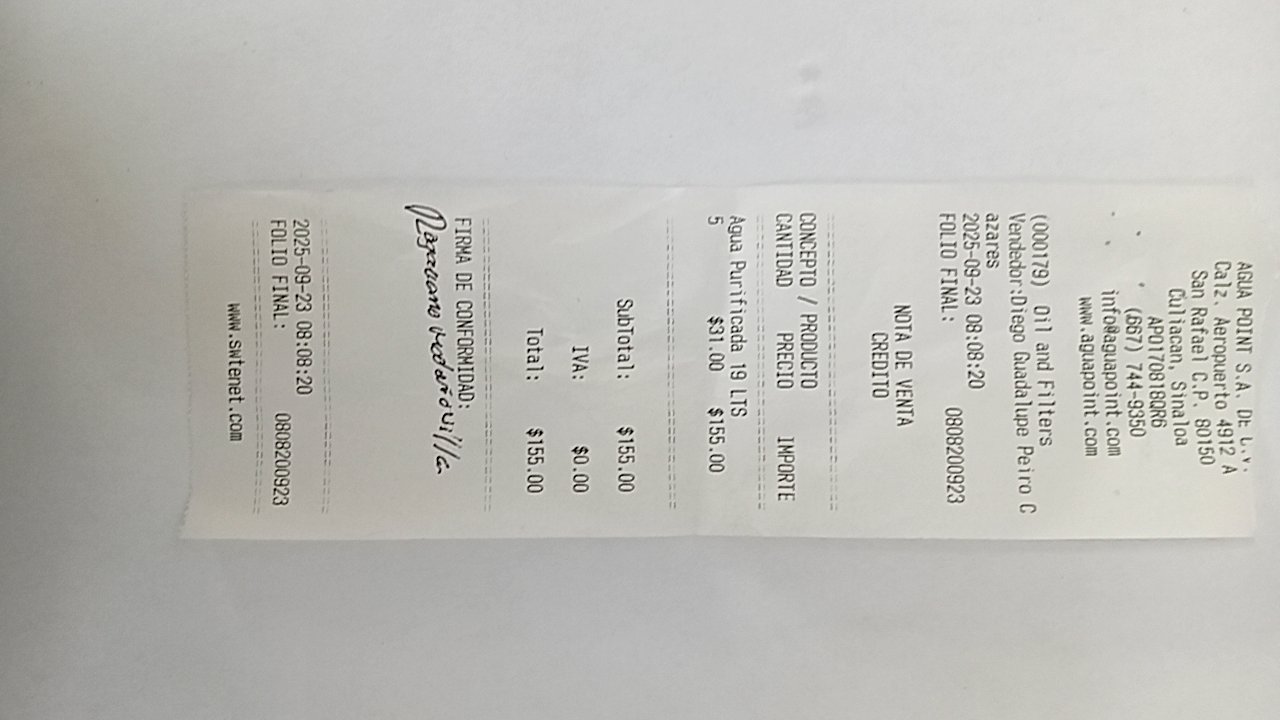 AGUA POINT S.A. DE L.V.
Calz. Aeropuerto 4912 A
San Rafael C.P. 80150
Culiacan, Sinaloa
APO170818QR6
(667) 744-9350
info@aguapoint.com
www.aguapoint.com
(000179) Oil and Filters
Vendedor:Diego Guadalupe Peiro C
azares
2025-09-23 08:08:20
FOLIO FINAL: 0808200923
NOTA DE VENTA
CREDITO
CONCEPTO / PRODUCTO
CANTIDAD PRECIO IMPORTE
Agua Purificada 19 LTS
5 $31.00 $155.00
SubTotal: $155.00
IVA: $0.00
Total: $155.00
FIRMA DE CONFORMIDAD:
2025-09-23 08:08:20
FOLIO FINAL: 0808200923
www.swtenet.com